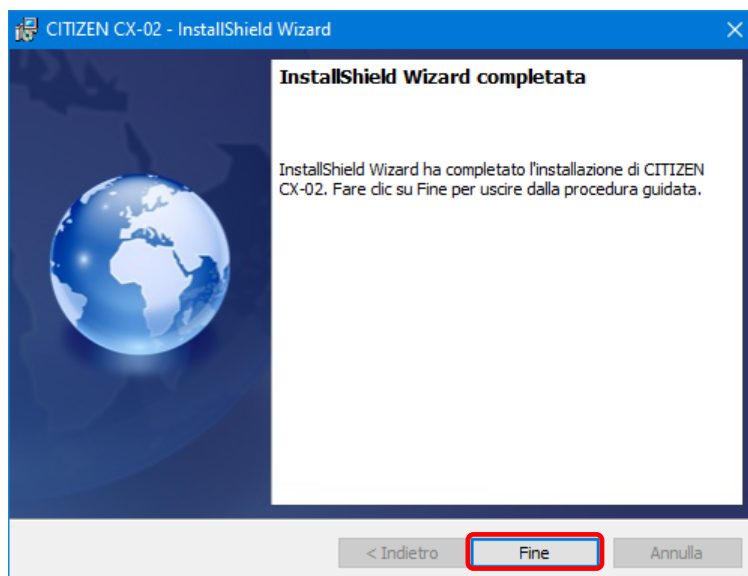 CITIZEN CX-02 - InstallShield Wizard
InstallShield Wizard completata
InstallShield Wizard ha completato l'installazione di CITIZEN
CX-02. Fare clic su Fine per uscire dalla procedura guidata.
< Indietro
Fine
Annulla